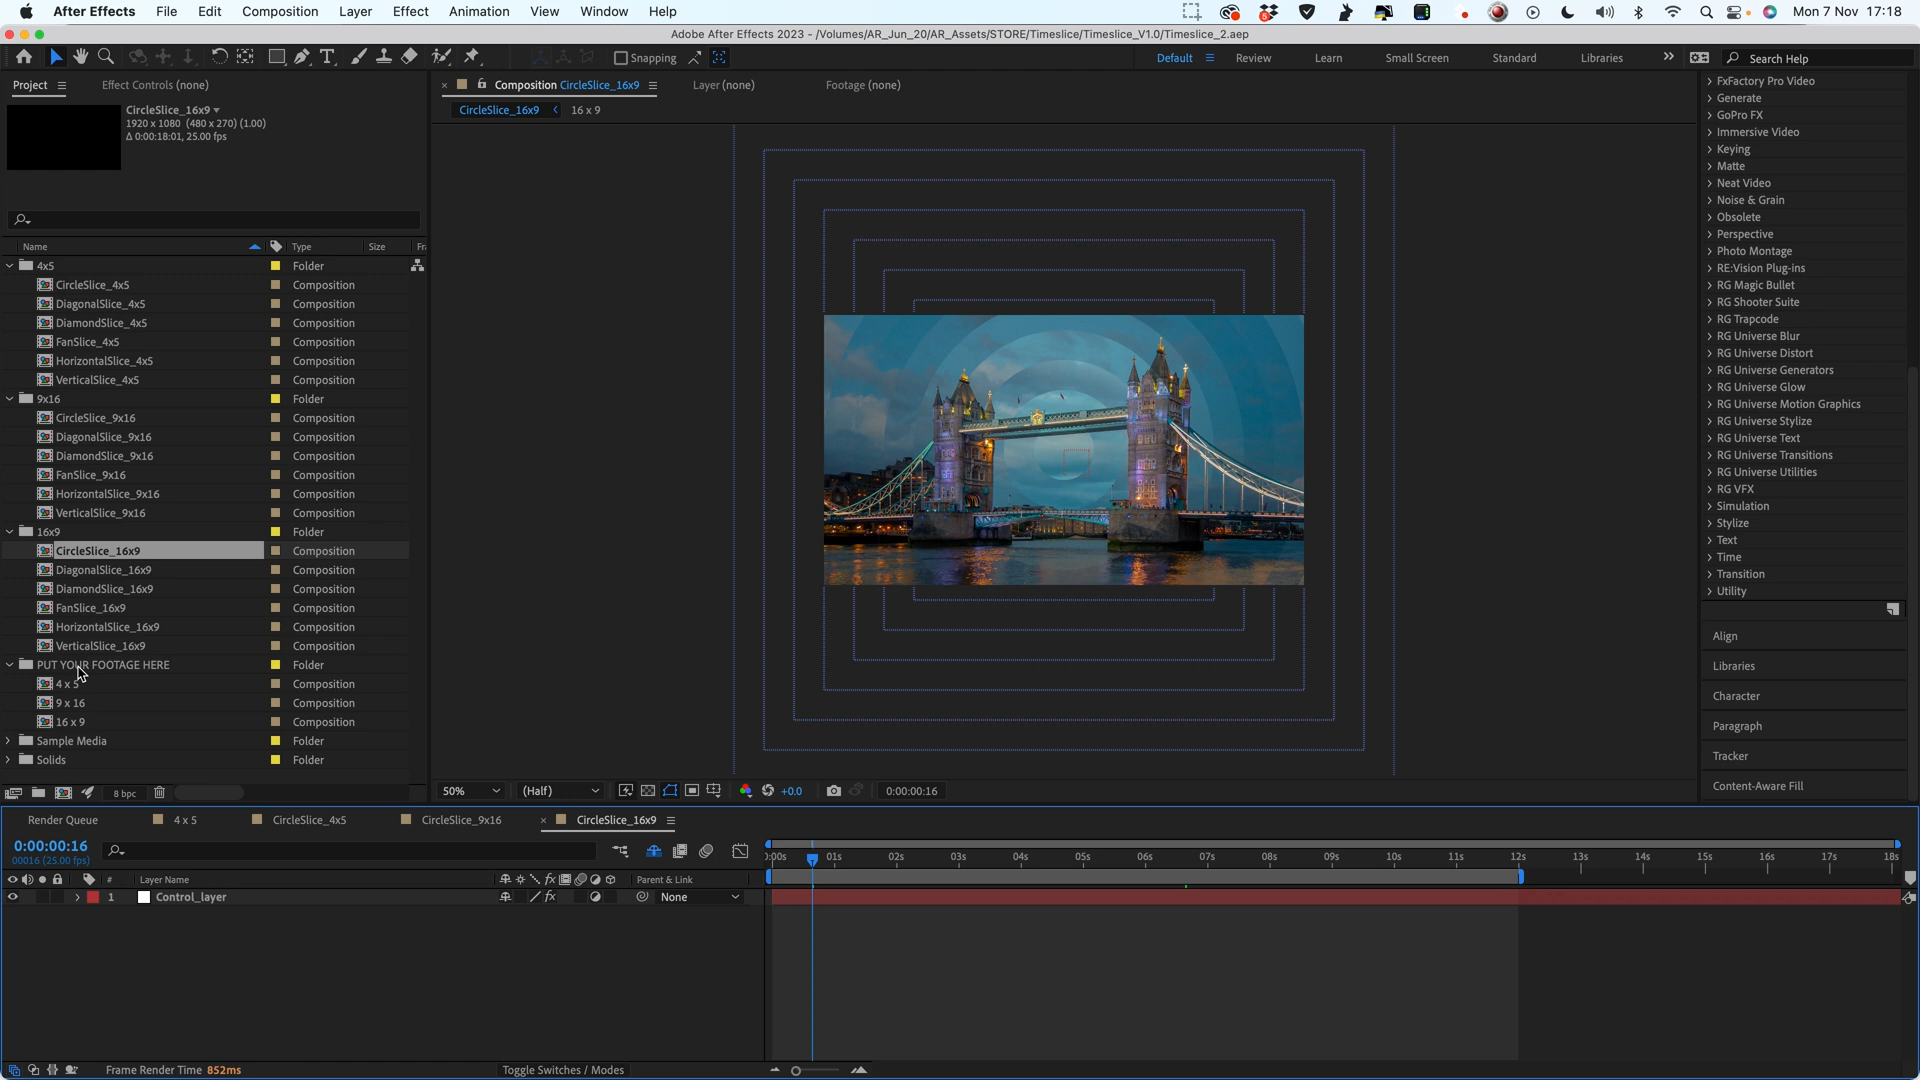 After Effects File Edit Composition Layer Effect Animation View Window Help Mon 7 Nov 17:18
Adobe After Effects 2023 - /Volumes/AR_Jun_20/AR_Assets/STORE/Timeslice/Timeslice_V1.0/Timeslice_2.aep
Snapping Default Review Learn Small Screen Standard Libraries Search Help
Project Effect Controls (none)
CircleSlice_16x9
1920 x 1080 (480 x 270) (1.00)
Δ 0:00:18:01, 25.00 fps
Name Type Size Fr
4x5 Folder
CircleSlice_4x5 Composition
DiagonalSlice_4x5 Composition
DiamondSlice_4x5 Composition
FanSlice_4x5 Composition
HorizontalSlice_4x5 Composition
VerticalSlice_4x5 Composition
9x16 Folder
CircleSlice_9x16 Composition
DiagonalSlice_9x16 Composition
DiamondSlice_9x16 Composition
FanSlice_9x16 Composition
HorizontalSlice_9x16 Composition
VerticalSlice_9x16 Composition
16x9 Folder
CircleSlice_16x9 Composition
DiagonalSlice_16x9 Composition
DiamondSlice_16x9 Composition
FanSlice_16x9 Composition
HorizontalSlice_16x9 Composition
VerticalSlice_16x9 Composition
PUT YOUR FOOTAGE HERE Folder
4 x 5 Composition
9 x 16 Composition
16 x 9 Composition
Sample Media Folder
Solids Folder
8 bpc
Composition CircleSlice_16x9 Layer (none) Footage (none)
CircleSlice_16x9 16 x 9
50% (Half) +0.0 0:00:00:16
FxFactory Pro Video
Generate
GoPro FX
Immersive Video
Keying
Matte
Neat Video
Noise & Grain
Obsolete
Perspective
Photo Montage
RE:Vision Plug-ins
RG Magic Bullet
RG Shooter Suite
RG Trapcode
RG Universe Blur
RG Universe Distort
RG Universe Generators
RG Universe Glow
RG Universe Motion Graphics
RG Universe Stylize
RG Universe Text
RG Universe Transitions
RG Universe Utilities
RG VFX
Simulation
Stylize
Text
Time
Transition
Utility
Align
Libraries
Character
Paragraph
Tracker
Content-Aware Fill
Render Queue 4 x 5 CircleSlice_4x5 CircleSlice_9x16 CircleSlice_16x9
0:00:00:16
00016 (25.00 fps)
:00s 01s 02s 03s 04s 05s 06s 07s 08s 09s 10s 11s 12s 13s 14s 15s 16s 17s 18s
# Layer Name Parent & Link
1 Control_layer None
Frame Render Time 852ms Toggle Switches / Modes